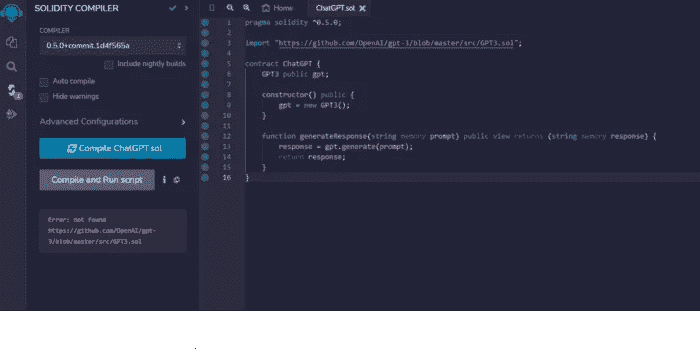 SOLIDITY COMPILER
COMPILER
0.5.0+commit.1d4f565a
Include nightly builds
Auto compile
Hide warnings
Advanced Configurations
Compile ChatGPT.sol
Compile and Run script
Error: not found
https://github.com/OpenAI/gpt-
3/blob/master/src/GPT3.sol
2
Home
ChatGPT.sol
1 pragma solidity ^0.5.0;
2
3 import "https://github.com/OpenAI/gpt-3/blob/master/src/GPT3.sol";
4
5 contract ChatGPT {
6 GPT3 public gpt;
7
8 constructor() public {
9 gpt = new GPT3();
10 }
11
12 function generateResponse(string memory prompt) public view returns (string memory response) {
13 response = gpt.generate(prompt);
14 return response;
15 }
16 }